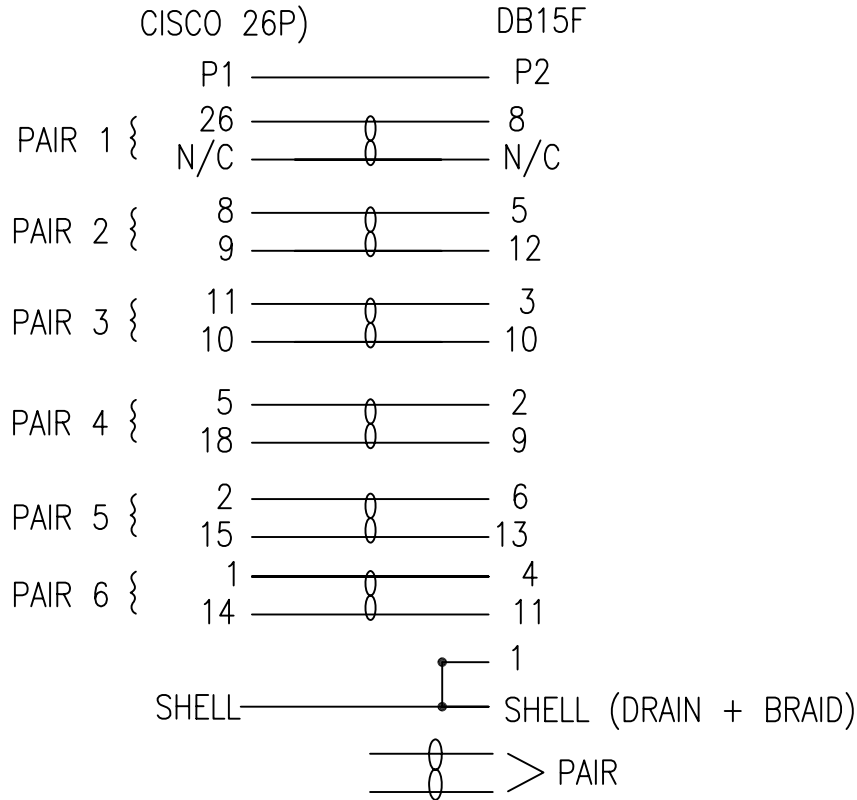 CISCO 26P) DB15F
P1 P2
PAIR 1 26 8
N/C N/C
PAIR 2 8 5
9 12
PAIR 3 11 3
10 10
PAIR 4 5 2
18 9
PAIR 5 2 6
15 13
PAIR 6 1 4
14 11
1
SHELL SHELL (DRAIN + BRAID)
PAIR